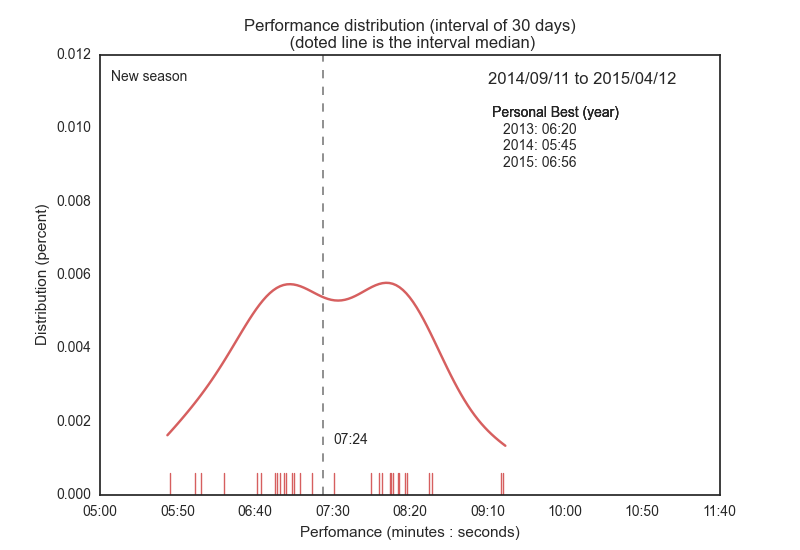 Performance distribution (interval of 30 days)
(doted line is the interval median)
New season
2014/09/11 to 2015/04/12
Personal Best (year)
2013: 06:20
2014: 05:45
2015: 06:56
0.012
0.010
0.008
0.006
0.004
0.002
0.000
Distribution (percent)
07:24
05:00 05:50 06:40 07:30 08:20 09:10 10:00 10:50 11:40
Perfomance (minutes : seconds)